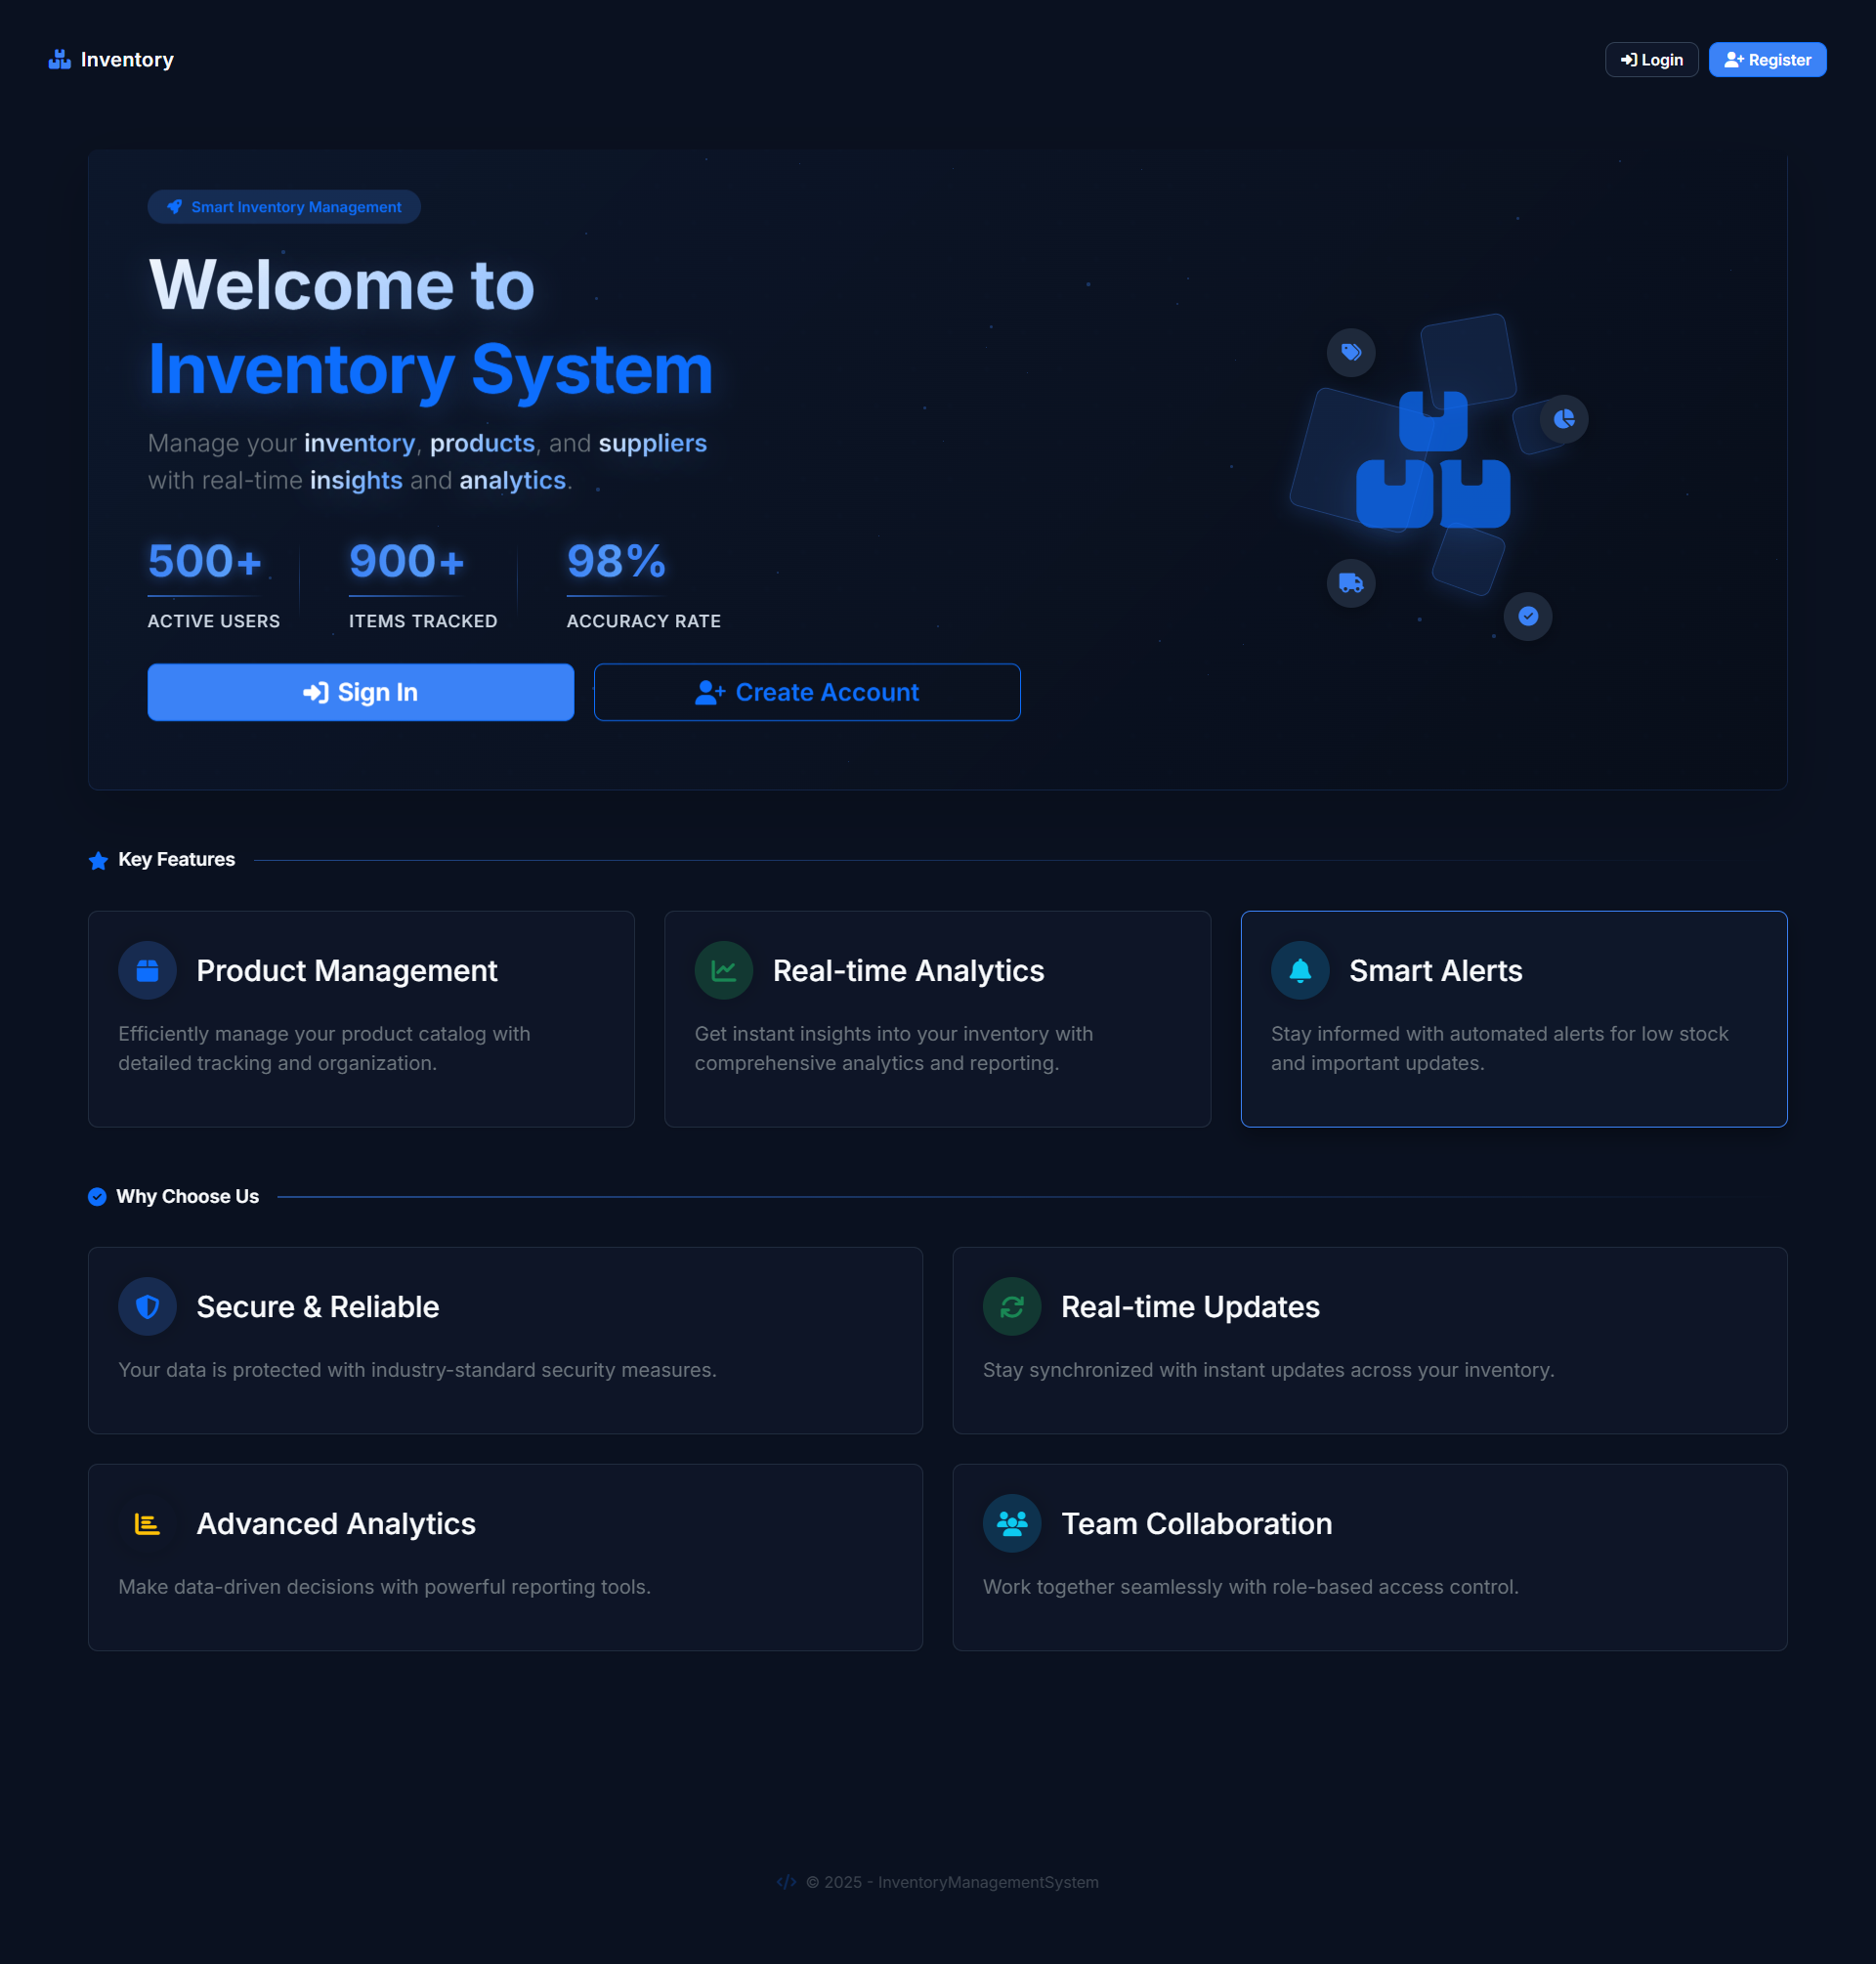 Inventory
Login
Register
Smart Inventory Management
Welcome to
Inventory System
Manage your inventory, products, and suppliers
with real-time insights and analytics.
500+
900+
98%
ACTIVE USERS
ITEMS TRACKED
ACCURACY RATE
Sign In
Create Account
Key Features
Product Management
Efficiently manage your product catalog with
detailed tracking and organization.
Real-time Analytics
Get instant insights into your inventory with
comprehensive analytics and reporting.
Smart Alerts
Stay informed with automated alerts for low stock
and important updates.
Why Choose Us
Secure & Reliable
Your data is protected with industry-standard security measures.
Real-time Updates
Stay synchronized with instant updates across your inventory.
Advanced Analytics
Make data-driven decisions with powerful reporting tools.
Team Collaboration
Work together seamlessly with role-based access control.
© 2025 - InventoryManagementSystem